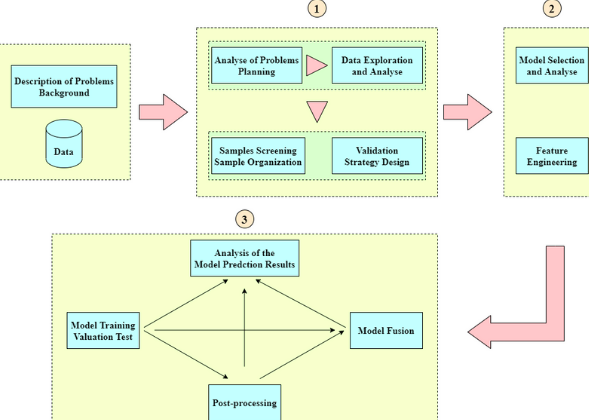 1
2
Description of Problems
Background
Data
Analyse of Problems
Planning
Data Exploration
and Analyse
Samples Screening
Sample Organization
Validation
Strategy Design
Model Selection
and Analyse
Feature
Engineering
3
Analysis of the
Model Predction Results
Model Training
Valuation Test
Model Fusion
Post-processing